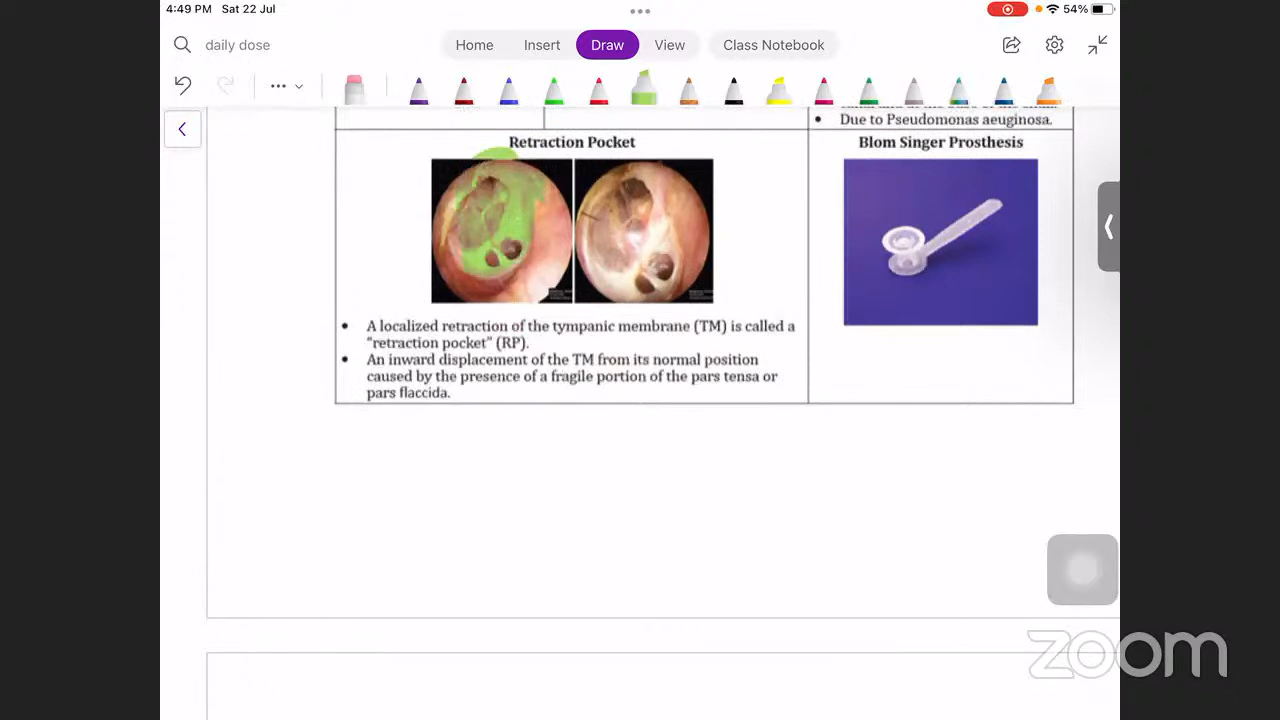 4:49 PM Sat 22 Jul
54%
daily dose
Home Insert Draw View Class Notebook
Due to Pseudomonas aeuginosa.
Retraction Pocket
Blom Singer Prosthesis
• A localized retraction of the tympanic membrane (TM) is called a
“retraction pocket” (RP).
• An inward displacement of the TM from its normal position
caused by the presence of a fragile portion of the pars tensa or
pars flaccida.
zoom